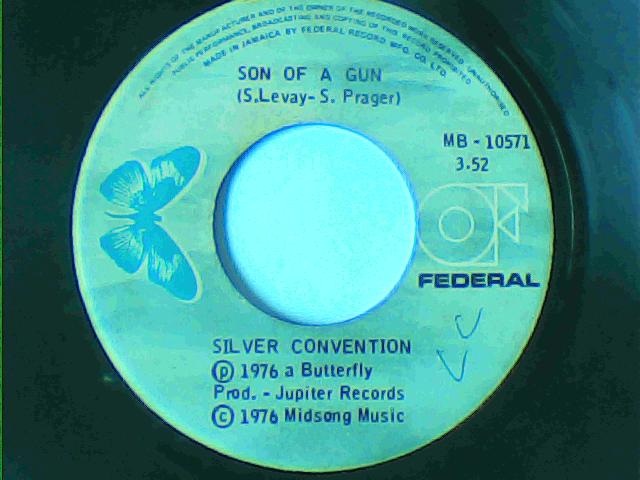 ALL RIGHTS OF THE MANUFACTURER AND OF THE OWNER OF THE RECORDED WORK RESERVED. UNAUTHORISED
PUBLIC PERFORMANCE, BROADCASTING AND COPYING OF THIS RECORD PROHIBITED
MADE IN JAMAICA BY FEDERAL RECORD MFG. CO. LTD.
SON OF A GUN
(S.Levay- S. Prager)
MB - 10571
3.52
FEDERAL
SILVER CONVENTION
Ⓟ 1976 a Butterfly
Prod. - Jupiter Records
© 1976 Midsong Music